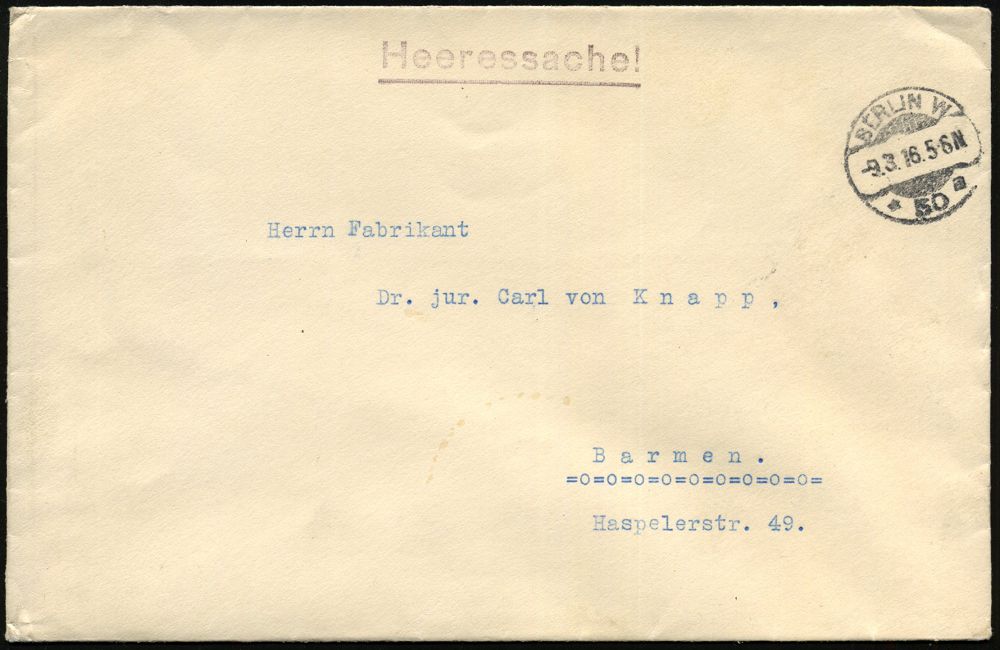 Heeressache!
BERLIN W
-9.3.16.5-6N
* 50 a
Herrn Fabrikant
Dr. jur. Carl von K n a p p ,
B a r m e n .
=o=o=o=o=o=o=o=o=o=
Haspelerstr. 49.